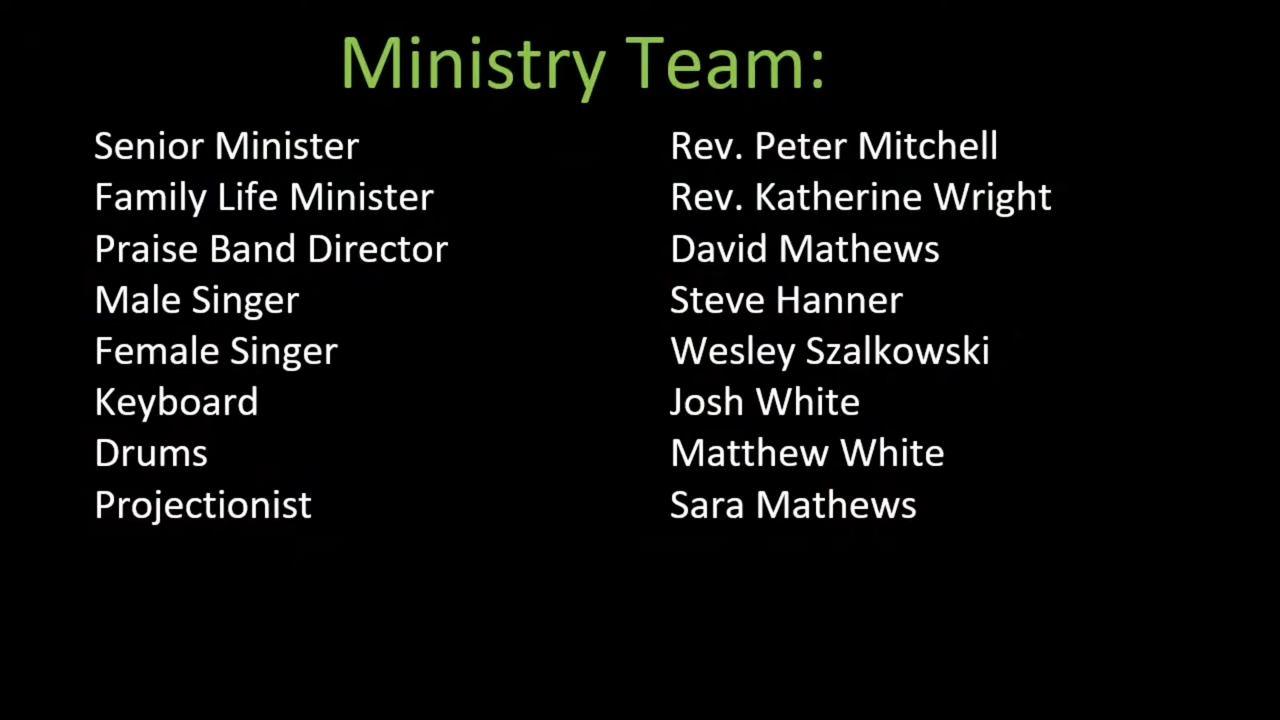 Ministry Team:
Senior Minister Rev. Peter Mitchell
Family Life Minister Rev. Katherine Wright
Praise Band Director David Mathews
Male Singer Steve Hanner
Female Singer Wesley Szalkowski
Keyboard Josh White
Drums Matthew White
Projectionist Sara Mathews